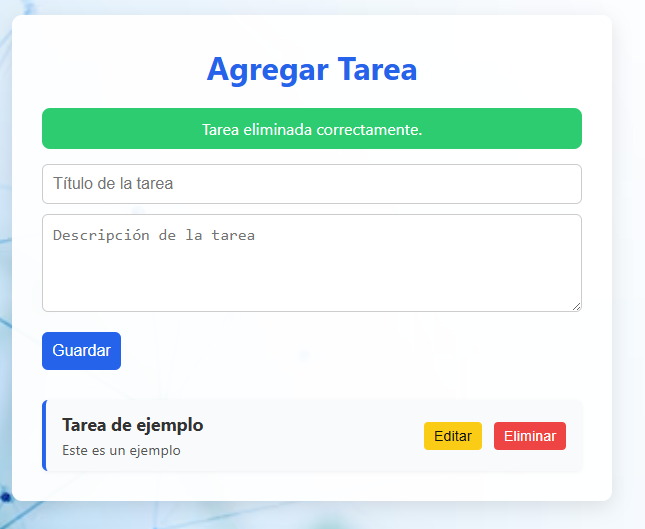 Agregar Tarea
Tarea eliminada correctamente.
Título de la tarea
Descripción de la tarea
Guardar
Tarea de ejemplo
Este es un ejemplo
Editar
Eliminar